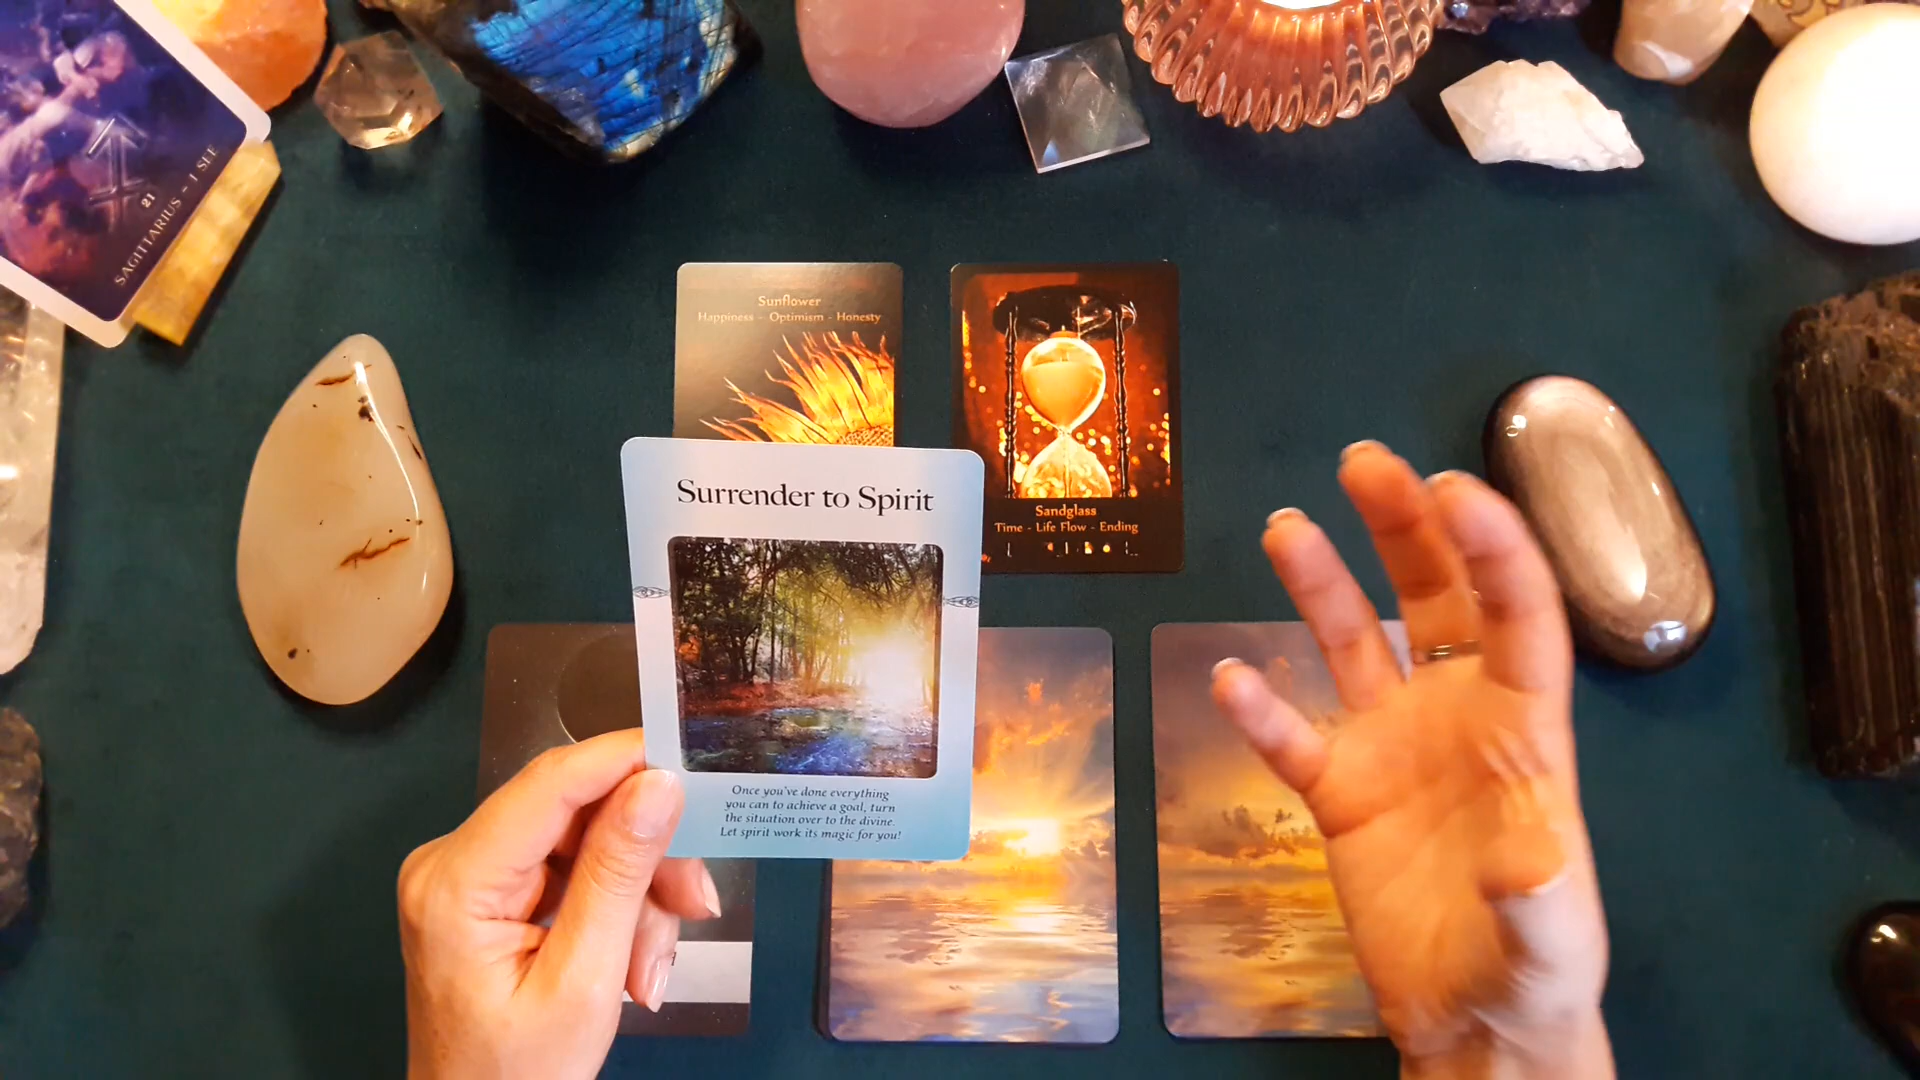 21
SAGITTARIUS - I SEE
Sunflower
Happiness - Optimism - Honesty
Sandglass
Time - Life Flow - Ending
Surrender to Spirit
Once you've done everything
you can to achieve a goal, turn
the situation over to the divine.
Let spirit work its magic for you!